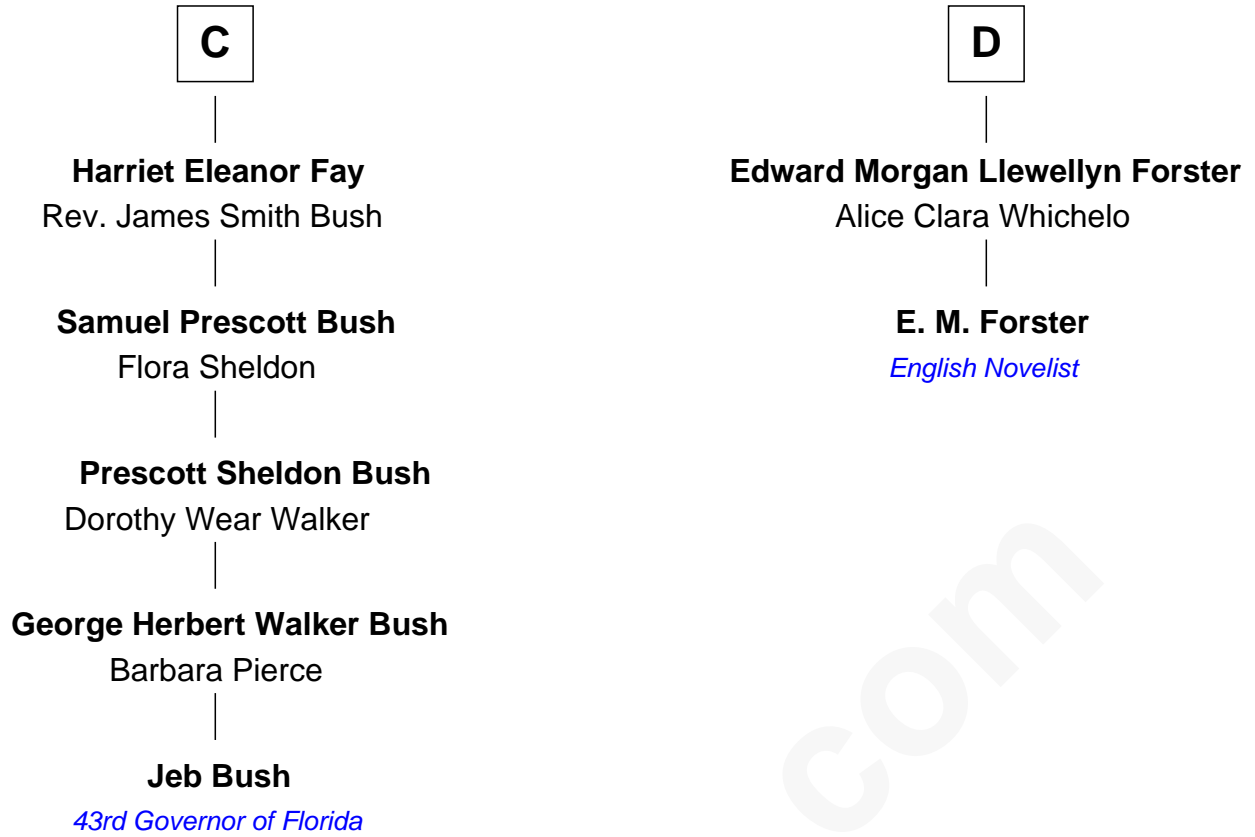 C
Harriet Eleanor Fay
Rev. James Smith Bush
Samuel Prescott Bush
Flora Sheldon
Prescott Sheldon Bush
Dorothy Wear Walker
George Herbert Walker Bush
Barbara Pierce
Jeb Bush
43rd Governor of Florida
D
Edward Morgan Llewellyn Forster
Alice Clara Whichelo
E. M. Forster
English Novelist
com